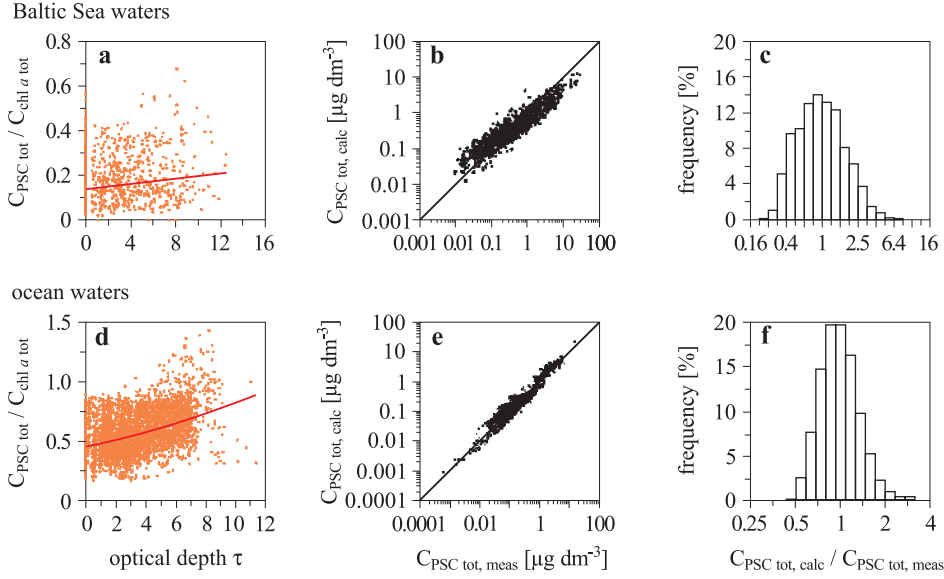 Baltic Sea waters
a
C_PSC tot / C_chl a tot
0.8
0.6
0.4
0.2
0
0 4 8 12 16
b
C_PSC tot, calc [µg dm⁻³]
100
10
1
0.1
0.01
0.001
0.001 0.01 0.1 1 10 100
c
frequency [%]
20
16
12
8
4
0
0.16 0.4 1 2.5 6.4 16
ocean waters
d
C_PSC tot / C_chl a tot
1.5
1.0
0.5
0
0 2 4 6 8 10 12
optical depth τ
e
C_PSC tot, calc [µg dm⁻³]
100
10
1
0.1
0.01
0.001
0.0001
0.0001 0.01 0.1 1 10 100
C_PSC tot, meas [µg dm⁻³]
f
frequency [%]
20
15
10
5
0
0.25 0.5 1 2 4
C_PSC tot, calc / C_PSC tot, meas